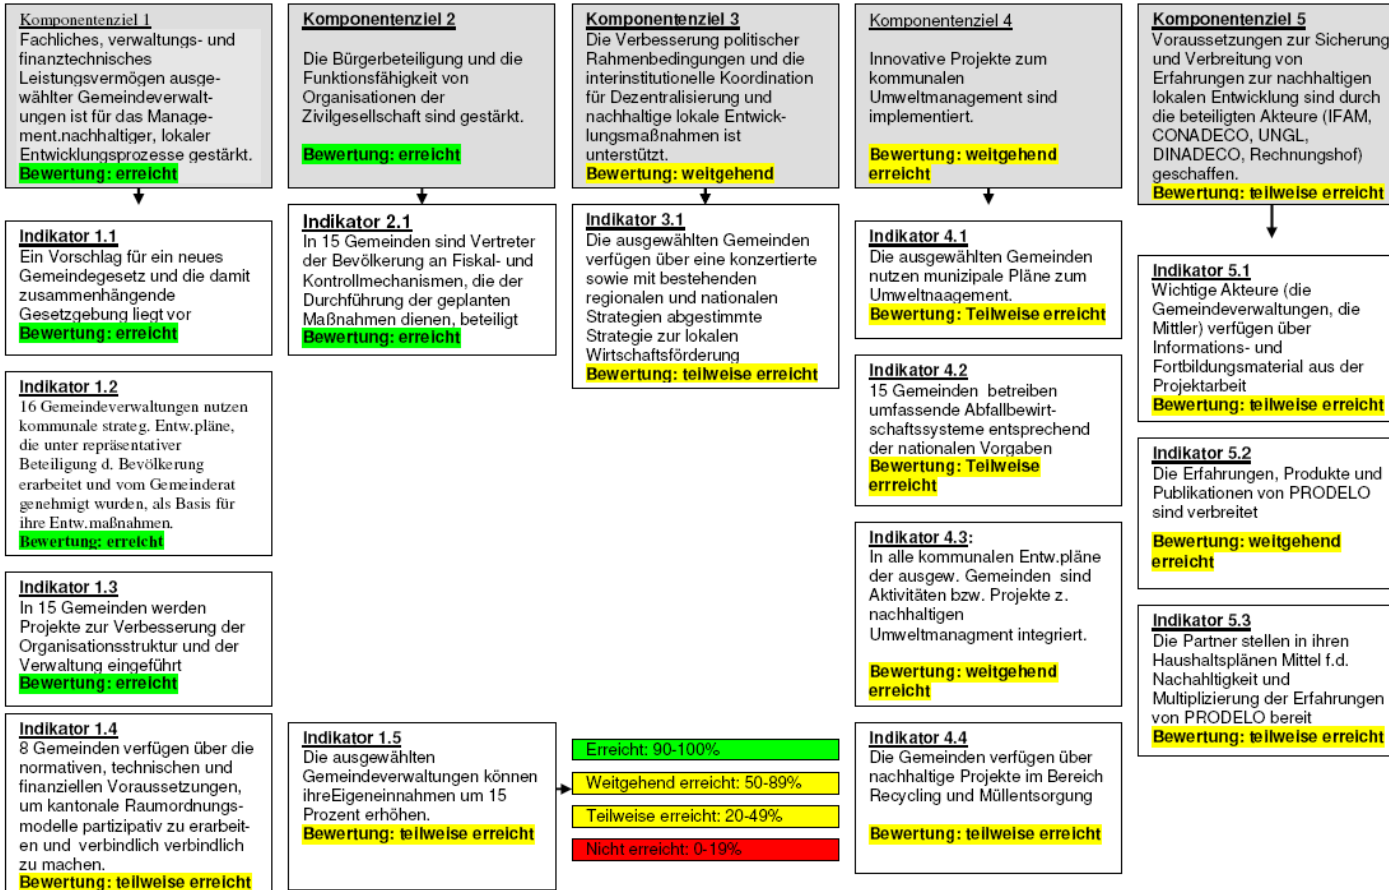 Komponentenziel 1
Fachliches, verwaltungs- und
finanztechnisches
Leistungsvermögen ausge-
wählter Gemeindeverwalt-
ungen ist für das Manage-
ment.nachhaltiger, lokaler
Entwicklungsprozesse gestärkt.
Bewertung: erreicht
Indikator 1.1
Ein Vorschlag für ein neues
Gemeindegesetz und die damit
zusammenhängende
Gesetzgebung liegt vor
Bewertung: erreicht
Indikator 1.2
16 Gemeindeverwaltungen nutzen
kommunale strateg. Entw.pläne,
die unter repräsentativer
Beteiligung d. Bevölkerung
erarbeitet und vom Gemeinderat
genehmigt wurden, als Basis für
ihre Entw.maßnahmen.
Bewertung: erreicht
Indikator 1.3
In 15 Gemeinden werden
Projekte zur Verbesserung der
Organisationsstruktur und der
Verwaltung eingeführt
Bewertung: erreicht
Indikator 1.4
8 Gemeinden verfügen über die
normativen, technischen und
finanziellen Voraussetzungen,
um kantonale Raumordnungs-
modelle partizipativ zu erarbeit-
en und  verbindlich verbindlich
zu machen.
Bewertung: teilweise erreicht
Komponentenziel 2
Die Bürgerbeteiligung und die
Funktionsfähigkeit von
Organisationen der
Zivilgesellschaft sind gestärkt.
Bewertung: erreicht
Indikator 2.1
In 15 Gemeinden sind Vertreter
der Bevölkerung an Fiskal- und
Kontrollmechanismen, die der
Durchführung der geplanten
Maßnahmen dienen, beteiligt
Bewertung: erreicht
Indikator 1.5
Die ausgewählten
Gemeindeverwaltungen können
ihreEigeneinnahmen um 15
Prozent erhöhen.
Bewertung: teilweise erreicht
Komponentenziel 3
Die Verbesserung politischer
Rahmenbedingungen und die
interinstitutionelle Koordination
für Dezentralisierung und
nachhaltige lokale Entwick-
lungsmaßnahmen ist
unterstützt.
Bewertung: weitgehend
Indikator 3.1
Die ausgewählten Gemeinden
verfügen über eine konzertierte
sowie mit bestehenden
regionalen und nationalen
Strategien abgestimmte
Strategie zur lokalen
Wirtschaftsförderung
Bewertung: teilweise erreicht
Erreicht: 90-100%
Weitgehend erreicht: 50-89%
Teilweise erreicht: 20-49%
Nicht erreicht: 0-19%
Komponentenziel 4
Innovative Projekte zum
kommunalen
Umweltmanagement sind
implementiert.
Bewertung: weitgehend
erreicht
Indikator 4.1
Die ausgewählten Gemeinden
nutzen munizipale Pläne zum
Umweltnaagement.
Bewertung: Teilweise erreicht
Indikator 4.2
15 Gemeinden  betreiben
umfassende Abfallbewirt-
schaftssysteme entsprechend
der nationalen Vorgaben
Bewertung: Teilweise
errreicht
Indikator 4.3:
In alle kommunalen Entw.pläne
der ausgew. Gemeinden  sind
Aktivitäten bzw. Projekte z.
nachhaltigen
Umweltmanagment integriert.
Bewertung: weitgehend
erreicht
Indikator 4.4
Die Gemeinden verfügen über
nachhaltige Projekte im Bereich
Recycling und Müllentsorgung
Bewertung: teilweise erreicht
Komponentenziel 5
Voraussetzungen zur Sicherung
und Verbreitung von
Erfahrungen zur nachhaltigen
lokalen Entwicklung sind durch
die beteiligten Akteure (IFAM,
CONADECO, UNGL,
DINADECO, Rechnungshof)
geschaffen.
Bewertung: teilweise erreicht
Indikator 5.1
Wichtige Akteure (die
Gemeindeverwaltungen, die
Mittler) verfügen über
Informations- und
Fortbildungsmaterial aus der
Projektarbeit
Bewertung: teilweise erreicht
Indikator 5.2
Die Erfahrungen, Produkte und
Publikationen von PRODELO
sind verbreitet
Bewertung: weitgehend
erreicht
Indikator 5.3
Die Partner stellen in ihren
Haushaltsplänen Mittel f.d.
Nachahltigkeit und
Multiplizierung der Erfahrungen
von PRODELO bereit
Bewertung: teilweise erreicht